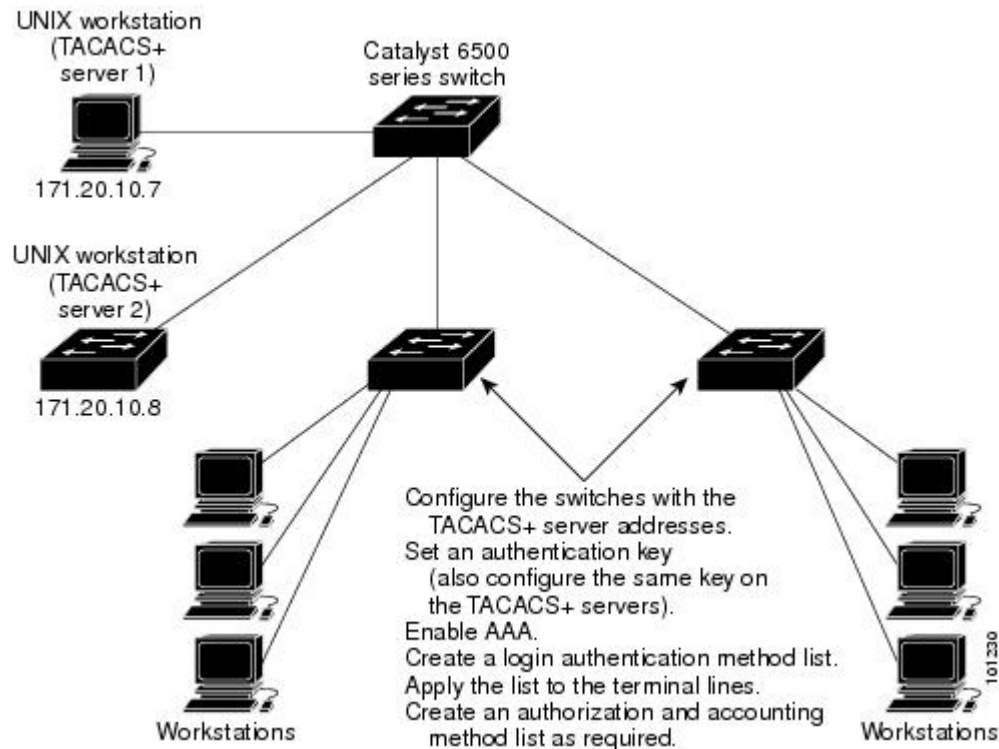 UNIX workstation
(TACACS+
server 1)
Catalyst 6500
series switch
171.20.10.7
UNIX workstation
(TACACS+
server 2)
171.20.10.8
Configure the switches with the
TACACS+ server addresses.
Set an authentication key
(also configure the same key on
the TACACS+ servers).
Enable AAA.
Create a login authentication method list.
Apply the list to the terminal lines.
Create an authorization and accounting
method list as required.
Workstations
Workstations
101230